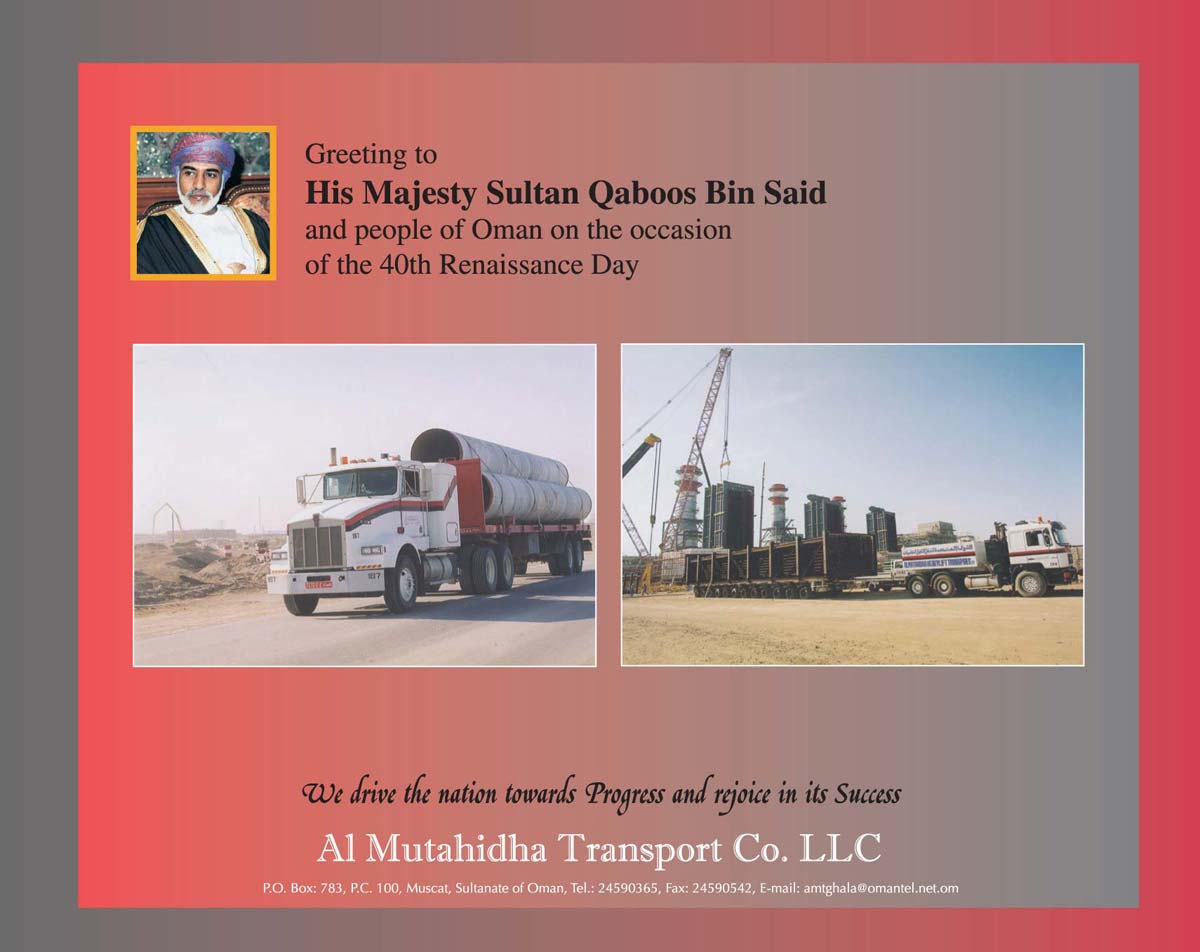 Greeting to
His Majesty Sultan Qaboos Bin Said
and people of Oman on the occasion
of the 40th Renaissance Day
187
187
We drive the nation towards Progress and rejoice in its Success
Al Mutahidha Transport Co. LLC
P.O. Box: 783, P.C. 100, Muscat, Sultanate of Oman, Tel.: 24590365, Fax: 24590542, E-mail: amtghala@omantel.net.om